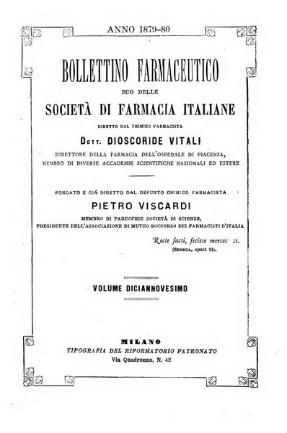 ANNO 1879-80
BOLLETTINO FARMACEUTICO
ECO DELLE
SOCIETÀ DI FARMACIA ITALIANE
DIRETTO DAL CHIMICO FARMACISTA
DOTT. DIOSCORIDE VITALI
DIRETTORE DELLA FARMACIA DELL'OSPEDALE DI PIACENZA,
MEMBRO DI DIVERSE ACCADEMIE SCIENTIFICHE NAZIONALI ED ESTERE
FONDATO E GIÀ DIRETTO DAL DEFUNTO CHIMICO FARMACISTA
PIETRO VISCARDI
MEMBRO DI PARECCHIE SOCIETÀ DI SCIENZE,
PRESIDENTE DELL'ASSOCIAZIONE DI MUTUO SOCCORSO DEI FARMACISTI D'ITALIA
Recte facti, fecisse merces
(SENECA, epist 81).
VOLUME DICIANNOVESIMO
MILANO
TIPOGRAFIA DEL RIFORMATORIO PATRONATO
Via Quadronno, N. 42